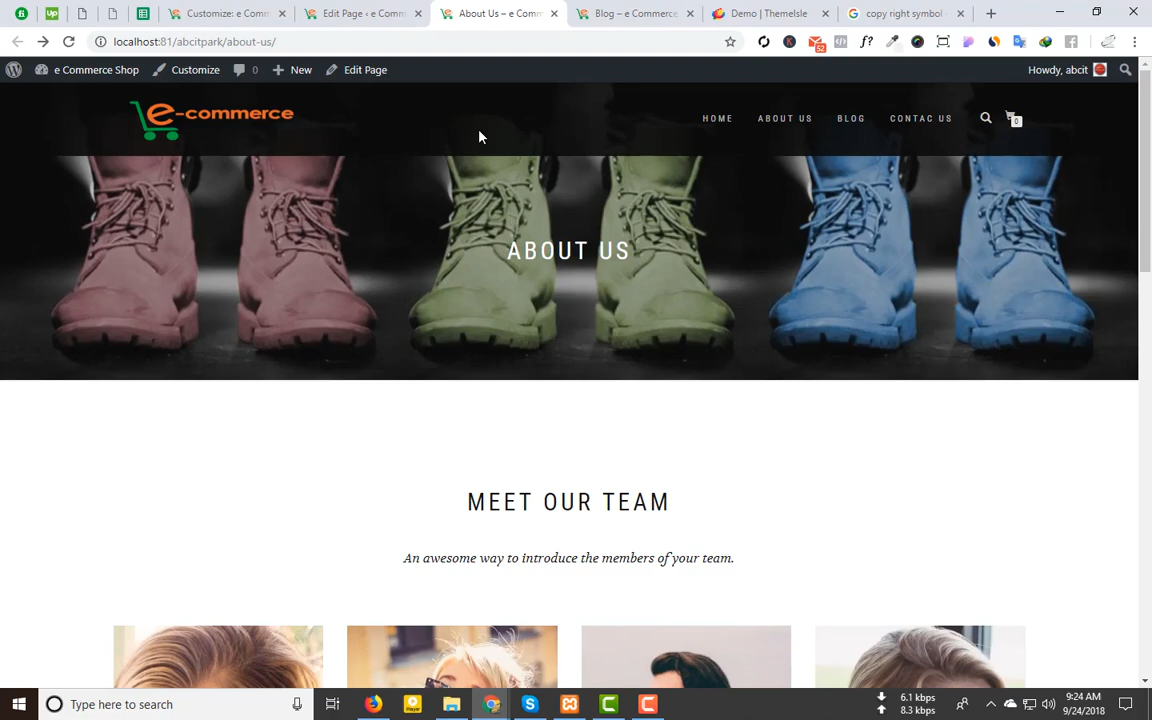 Up
Customize: e Comm
Edit Page ‹ e Comm
About Us – e Comm
Blog – e Commerce
Demo | ThemeIsle
copy right symbol
localhost:81/abcitpark/about-us/
52
f?
e Commerce Shop
Customize
0
New
Edit Page
Howdy, abcit
e-commerce
HOME
ABOUT US
BLOG
CONTAC US
0
ABOUT US
MEET OUR TEAM
An awesome way to introduce the members of your team.
Type here to search
6.1 kbps
8.3 kbps
9:24 AM
9/24/2018